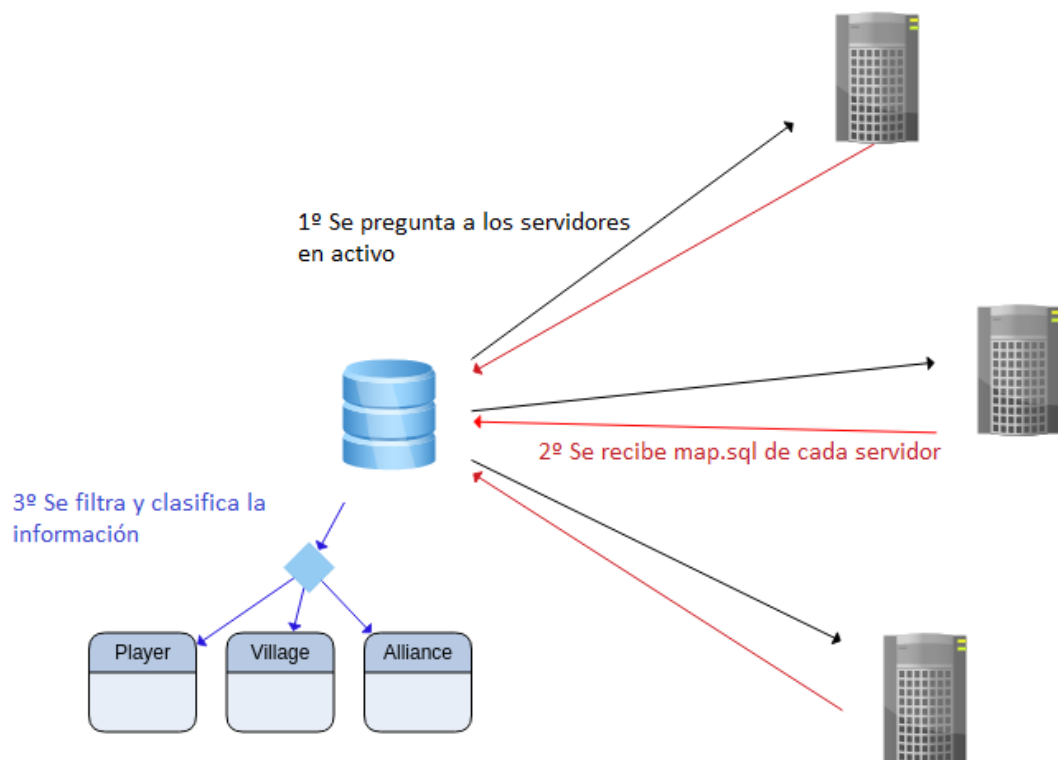 1º Se pregunta a los servidores
en activo
2º Se recibe map.sql de cada servidor
3º Se filtra y clasifica la
información
Player
Village
Alliance